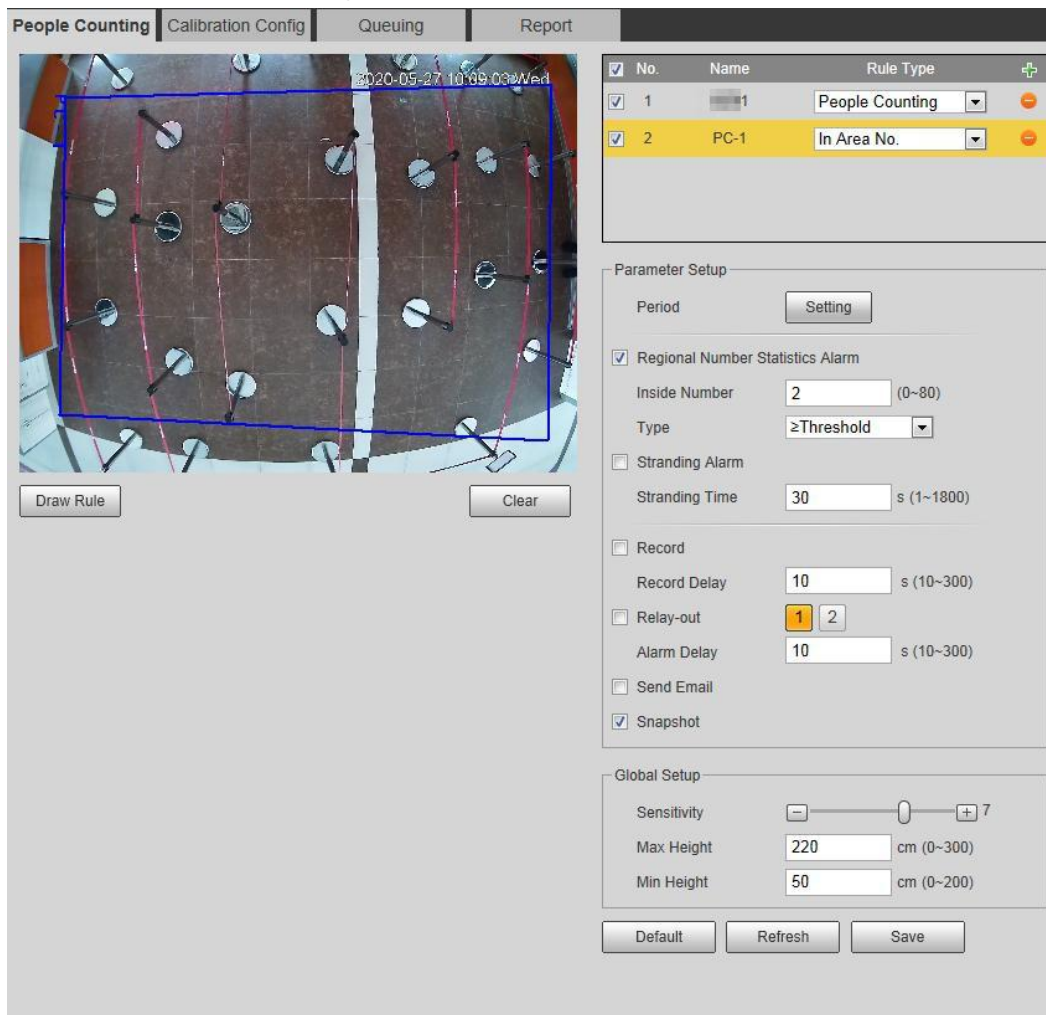 People Counting Calibration Config Queuing Report
2020-05-27 10:09:03 Wed
No. Name Rule Type
1 1 People Counting
2 PC-1 In Area No.
Parameter Setup
Period Setting
Regional Number Statistics Alarm
Inside Number 2 (0~80)
Type ≥Threshold
Stranding Alarm
Stranding Time 30 s (1~1800)
Record
Record Delay 10 s (10~300)
Relay-out 1 2
Alarm Delay 10 s (10~300)
Send Email
Snapshot
Draw Rule Clear
Global Setup
Sensitivity 7
Max Height 220 cm (0~300)
Min Height 50 cm (0~200)
Default Refresh Save